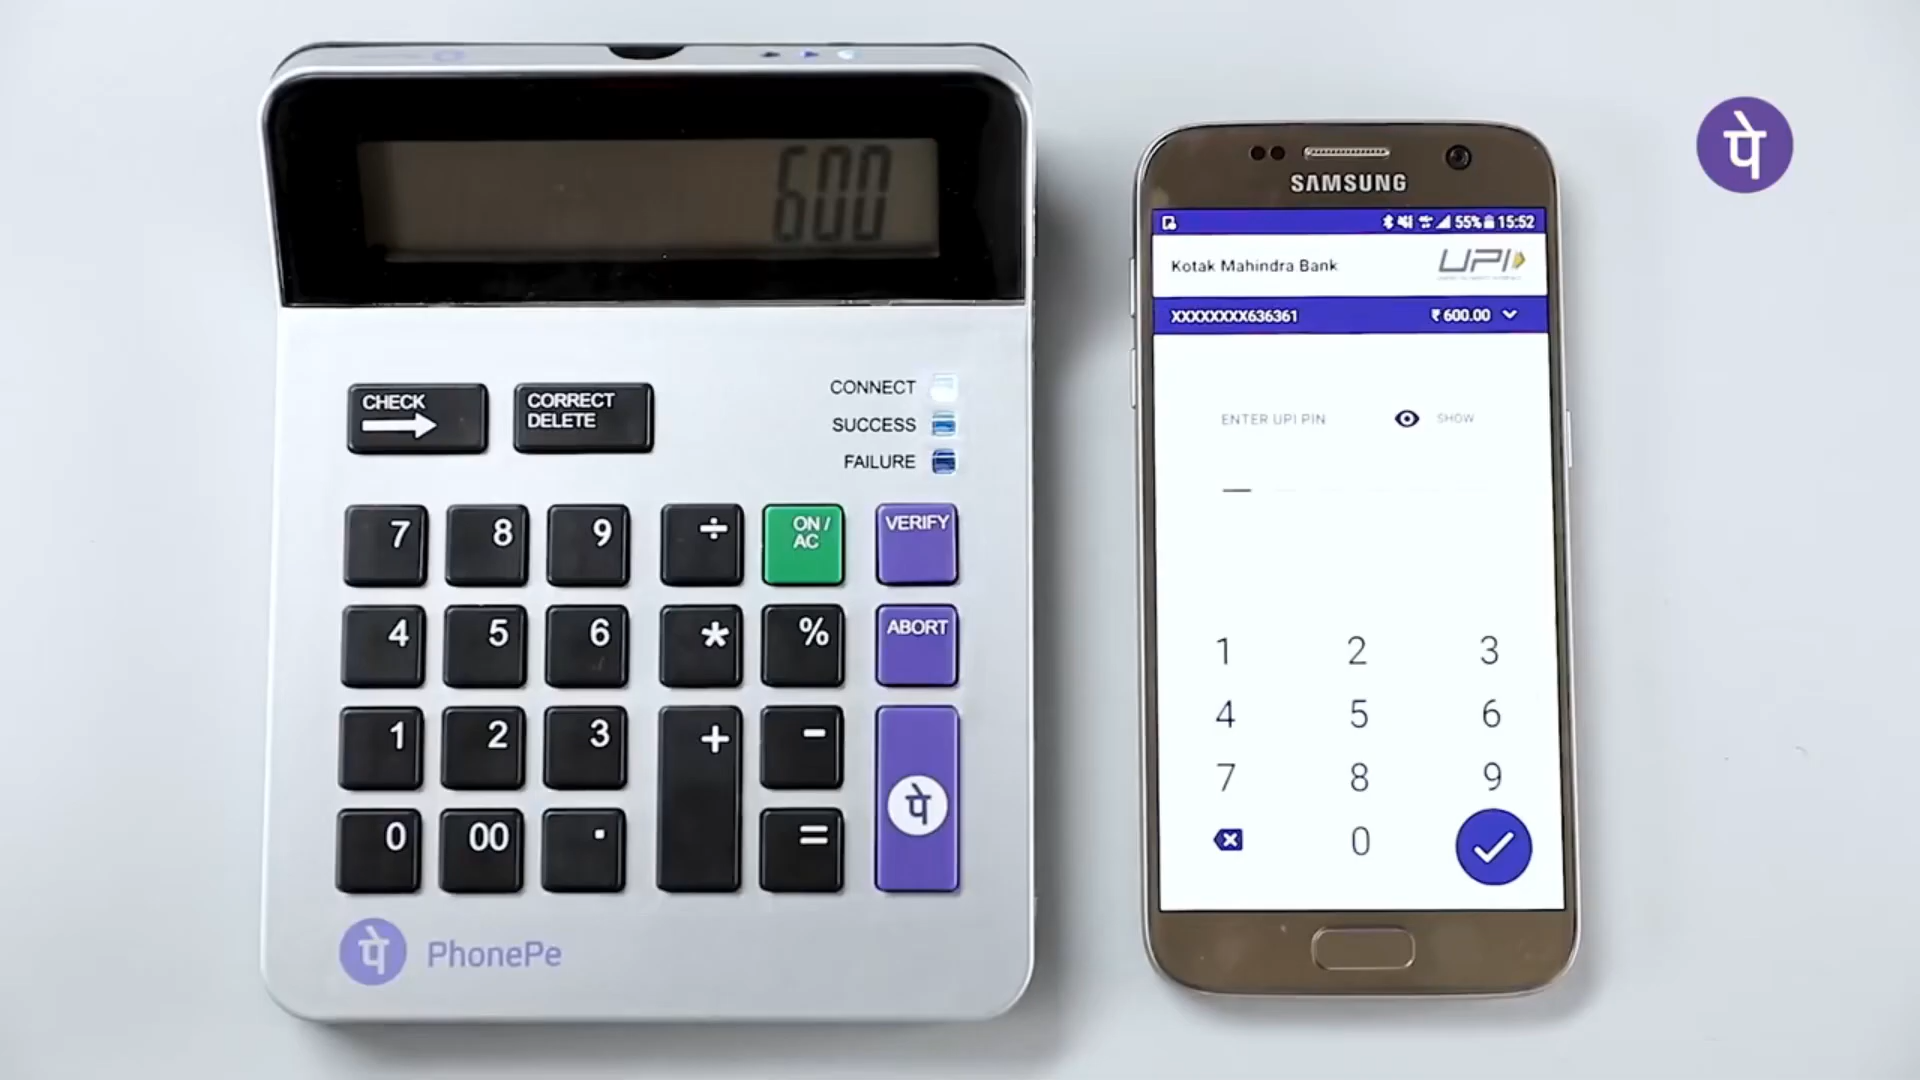 600
CHECK
CORRECT
DELETE
CONNECT
SUCCESS
FAILURE
7 8 9 ÷ ON / AC VERIFY
4 5 6 * % ABORT
1 2 3 + -
0 00 . = पे
पे PhonePe
SAMSUNG
55% 15:52
Kotak Mahindra Bank UPI
XXXXXXXX636361 ₹ 600.00
ENTER UPI PIN SHOW
1 2 3
4 5 6
7 8 9
0
पे